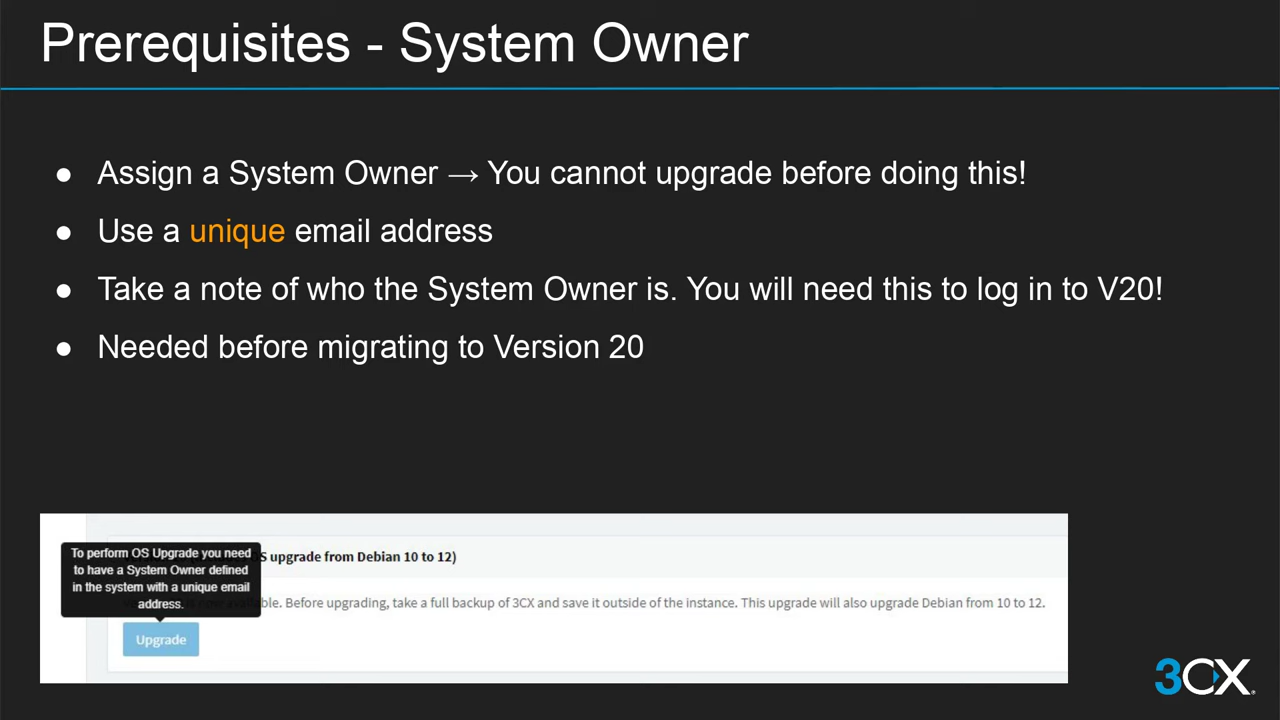 Prerequisites - System Owner
● Assign a System Owner → You cannot upgrade before doing this!
● Use a unique email address
● Take a note of who the System Owner is. You will need this to log in to V20!
● Needed before migrating to Version 20
To perform OS Upgrade you need
to have a System Owner defined
in the system with a unique email
address.
upgrade from Debian 10 to 12)
Before upgrading, take a full backup of 3CX and save it outside of the instance. This upgrade will also upgrade Debian from 10 to 12.
Upgrade
3CX